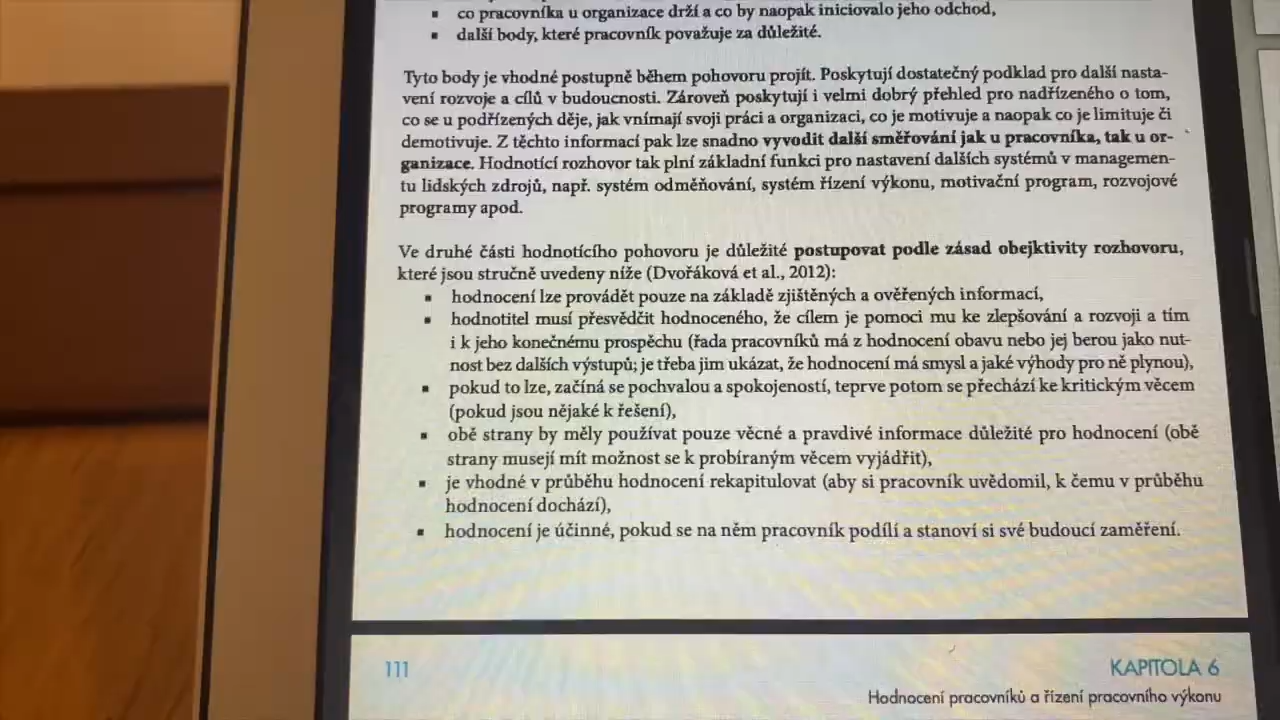 ▪ co pracovníka u organizace drží a co by naopak iniciovalo jeho odchod,
▪ další body, které pracovník považuje za důležité.
Tyto body je vhodné postupně během pohovoru projít. Poskytují dostatečný podklad pro další nasta-
vení rozvoje a cílů v budoucnosti. Zároveň poskytují i velmi dobrý přehled pro nadřízeného o tom,
co se u podřízených děje, jak vnímají svoji práci a organizaci, co je motivuje a naopak co je limituje či
demotivuje. Z těchto informací pak lze snadno vyvodit další směřování jak u pracovníka, tak u or-
ganizace. Hodnotící rozhovor tak plní základní funkci pro nastavení dalších systémů v managemen-
tu lidských zdrojů, např. systém odměňování, systém řízení výkonu, motivační program, rozvojové
programy apod.
Ve druhé části hodnotícího pohovoru je důležité postupovat podle zásad obejktivity rozhovoru,
které jsou stručně uvedeny níže (Dvořáková et al., 2012):
▪ hodnocení lze provádět pouze na základě zjištěných a ověřených informací,
▪ hodnotitel musí přesvědčit hodnoceného, že cílem je pomoci mu ke zlepšování a rozvoji a tím
i k jeho konečnému prospěchu (řada pracovníků má z hodnocení obavu nebo jej berou jako nut-
nost bez dalších výstupů; je třeba jim ukázat, že hodnocení má smysl a jaké výhody pro ně plynou),
▪ pokud to lze, začíná se pochvalou a spokojeností, teprve potom se přechází ke kritickým věcem
(pokud jsou nějaké k řešení),
▪ obě strany by měly používat pouze věcné a pravdivé informace důležité pro hodnocení (obě
strany musejí mít možnost se k probíraným věcem vyjádřit),
▪ je vhodné v průběhu hodnocení rekapitulovat (aby si pracovník uvědomil, k čemu v průběhu
hodnocení dochází),
▪ hodnocení je účinné, pokud se na něm pracovník podílí a stanoví si své budoucí zaměření.
111
KAPITOLA 6
Hodnocení pracovníků a řízení pracovního výkonu